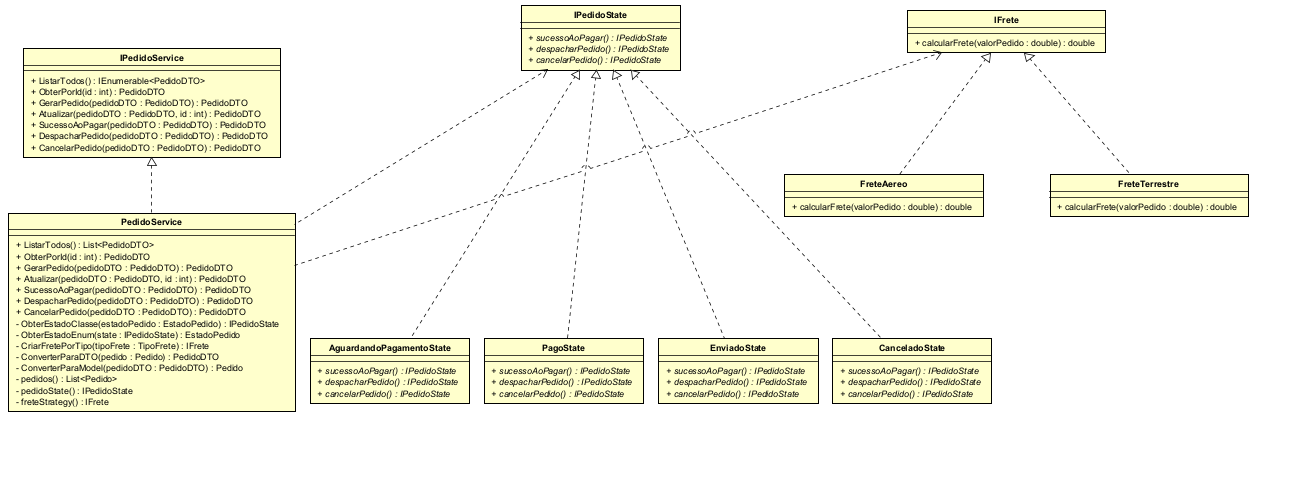 IPedidoState
+ sucessoAoPagar() : IPedidoState
+ despacharPedido() : IPedidoState
+ cancelarPedido() : IPedidoState
IFrete
+ calcularFrete(valorPedido : double) : double
IPedidoService
+ ListarTodos() : IEnumerable<PedidoDTO>
+ ObterPorId(id : int) : PedidoDTO
+ GerarPedido(pedidoDTO : PedidoDTO) : PedidoDTO
+ Atualizar(pedidoDTO : PedidoDTO, id : int) : PedidoDTO
+ SucessoAoPagar(pedidoDTO : PedidoDTO) : PedidoDTO
+ DespacharPedido(pedidoDTO : PedidoDTO) : PedidoDTO
+ CancelarPedido(pedidoDTO : PedidoDTO) : PedidoDTO
FreteAereo
+ calcularFrete(valorPedido : double) : double
FreteTerrestre
+ calcularFrete(valorPedido : double) : double
PedidoService
+ ListarTodos() : List<PedidoDTO>
+ ObterPorId(id : int) : PedidoDTO
+ GerarPedido(pedidoDTO : PedidoDTO) : PedidoDTO
+ Atualizar(pedidoDTO : PedidoDTO, id : int) : PedidoDTO
+ SucessoAoPagar(pedidoDTO : PedidoDTO) : PedidoDTO
+ DespacharPedido(pedidoDTO : PedidoDTO) : PedidoDTO
+ CancelarPedido(pedidoDTO : PedidoDTO) : PedidoDTO
- ObterEstadoClasse(estadoPedido : EstadoPedido) : IPedidoState
- ObterEstadoEnum(state : IPedidoState) : EstadoPedido
- CriarFretePorTipo(tipoFrete : TipoFrete) : IFrete
- ConverterParaDTO(pedido : Pedido) : PedidoDTO
- ConverterParaModel(pedidoDTO : PedidoDTO) : Pedido
- pedidos() : List<Pedido>
- pedidoState() : IPedidoState
- freteStrategy() : IFrete
AguardandoPagamentoState
+ sucessoAoPagar() : IPedidoState
+ despacharPedido() : IPedidoState
+ cancelarPedido() : IPedidoState
PagoState
+ sucessoAoPagar() : IPedidoState
+ despacharPedido() : IPedidoState
+ cancelarPedido() : IPedidoState
EnviadoState
+ sucessoAoPagar() : IPedidoState
+ despacharPedido() : IPedidoState
+ cancelarPedido() : IPedidoState
CanceladoState
+ sucessoAoPagar() : IPedidoState
+ despacharPedido() : IPedidoState
+ cancelarPedido() : IPedidoState